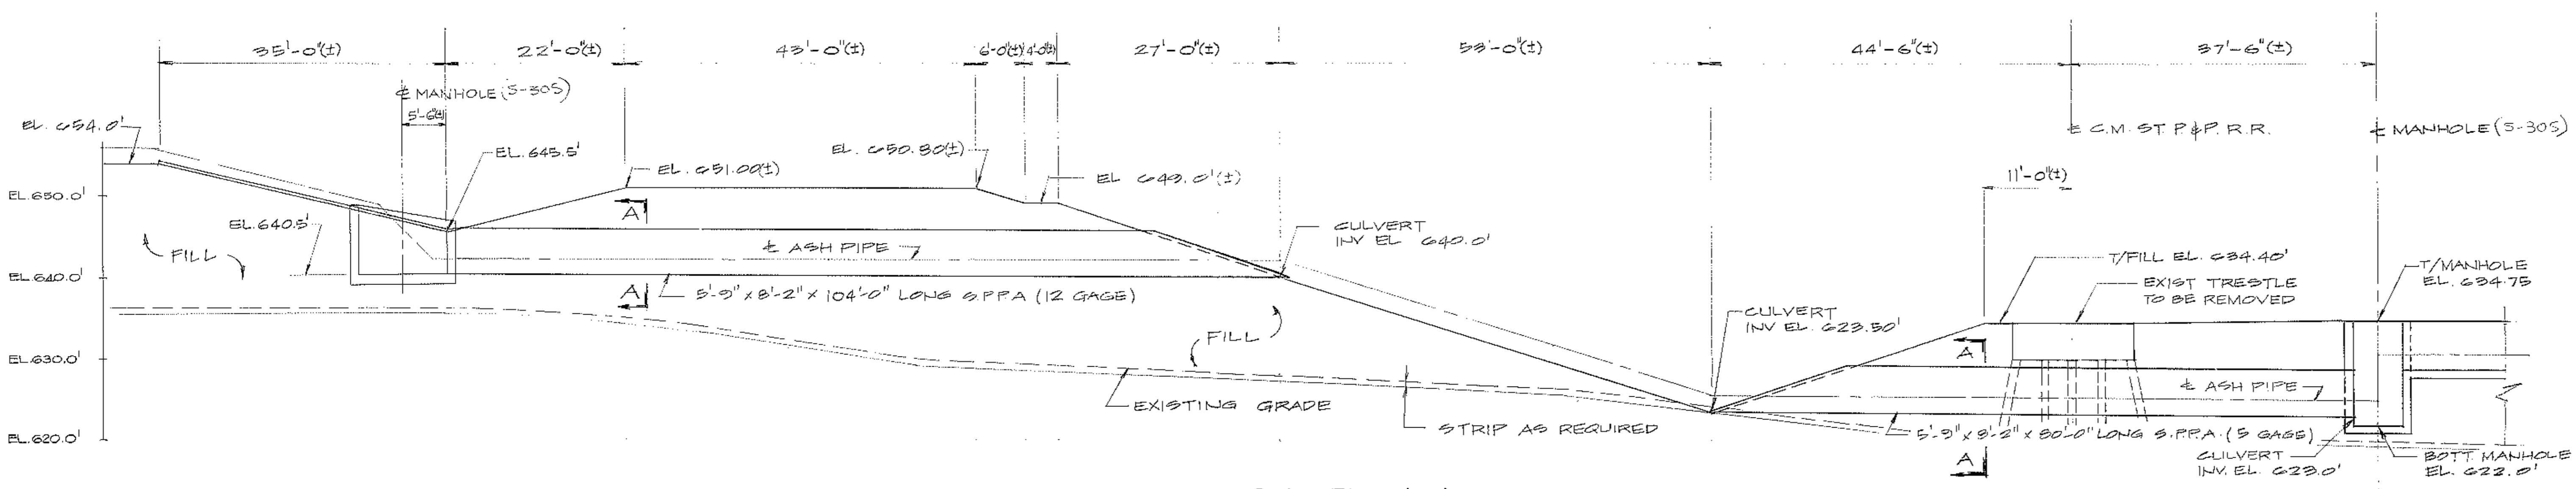 35'-0"(±)
22'-0"(±)
43'-0"(±)
6'-0"(±)
4'-0"(±)
27'-0"(±)
53'-0"(±)
44'-6"(±)
37'-6"(±)
℄ MANHOLE (S-305)
5'-6"(±)
EL. 654.0'
EL. 645.5'
EL. 651.00(±)
EL. 650.80(±)
EL 649.0'(±)
℄ C.M. ST. P. & P. R.R.
℄ MANHOLE (S-305)
11'-0"(±)
EL. 650.0'
EL. 640.5'
A
FILL
℄ ASH PIPE
CULVERT
INV EL 640.0'
EL. 640.0'
A
5'-9" x 8'-2" x 104'-0" LONG S.P.P.A (12 GAGE)
T/FILL EL. 634.40'
EXIST TRESTLE
TO BE REMOVED
T/MANHOLE
EL. 634.75
CULVERT
INV EL. 623.50'
FILL
A
EL. 630.0'
EXISTING GRADE
℄ ASH PIPE
STRIP AS REQUIRED
EL. 620.0'
5'-9" x 8'-2" x 80'-0" LONG S.P.P.A. (5 GAGE)
A
CULVERT
INV. EL. 623.0'
BOTT. MANHOLE
EL. 622.0'